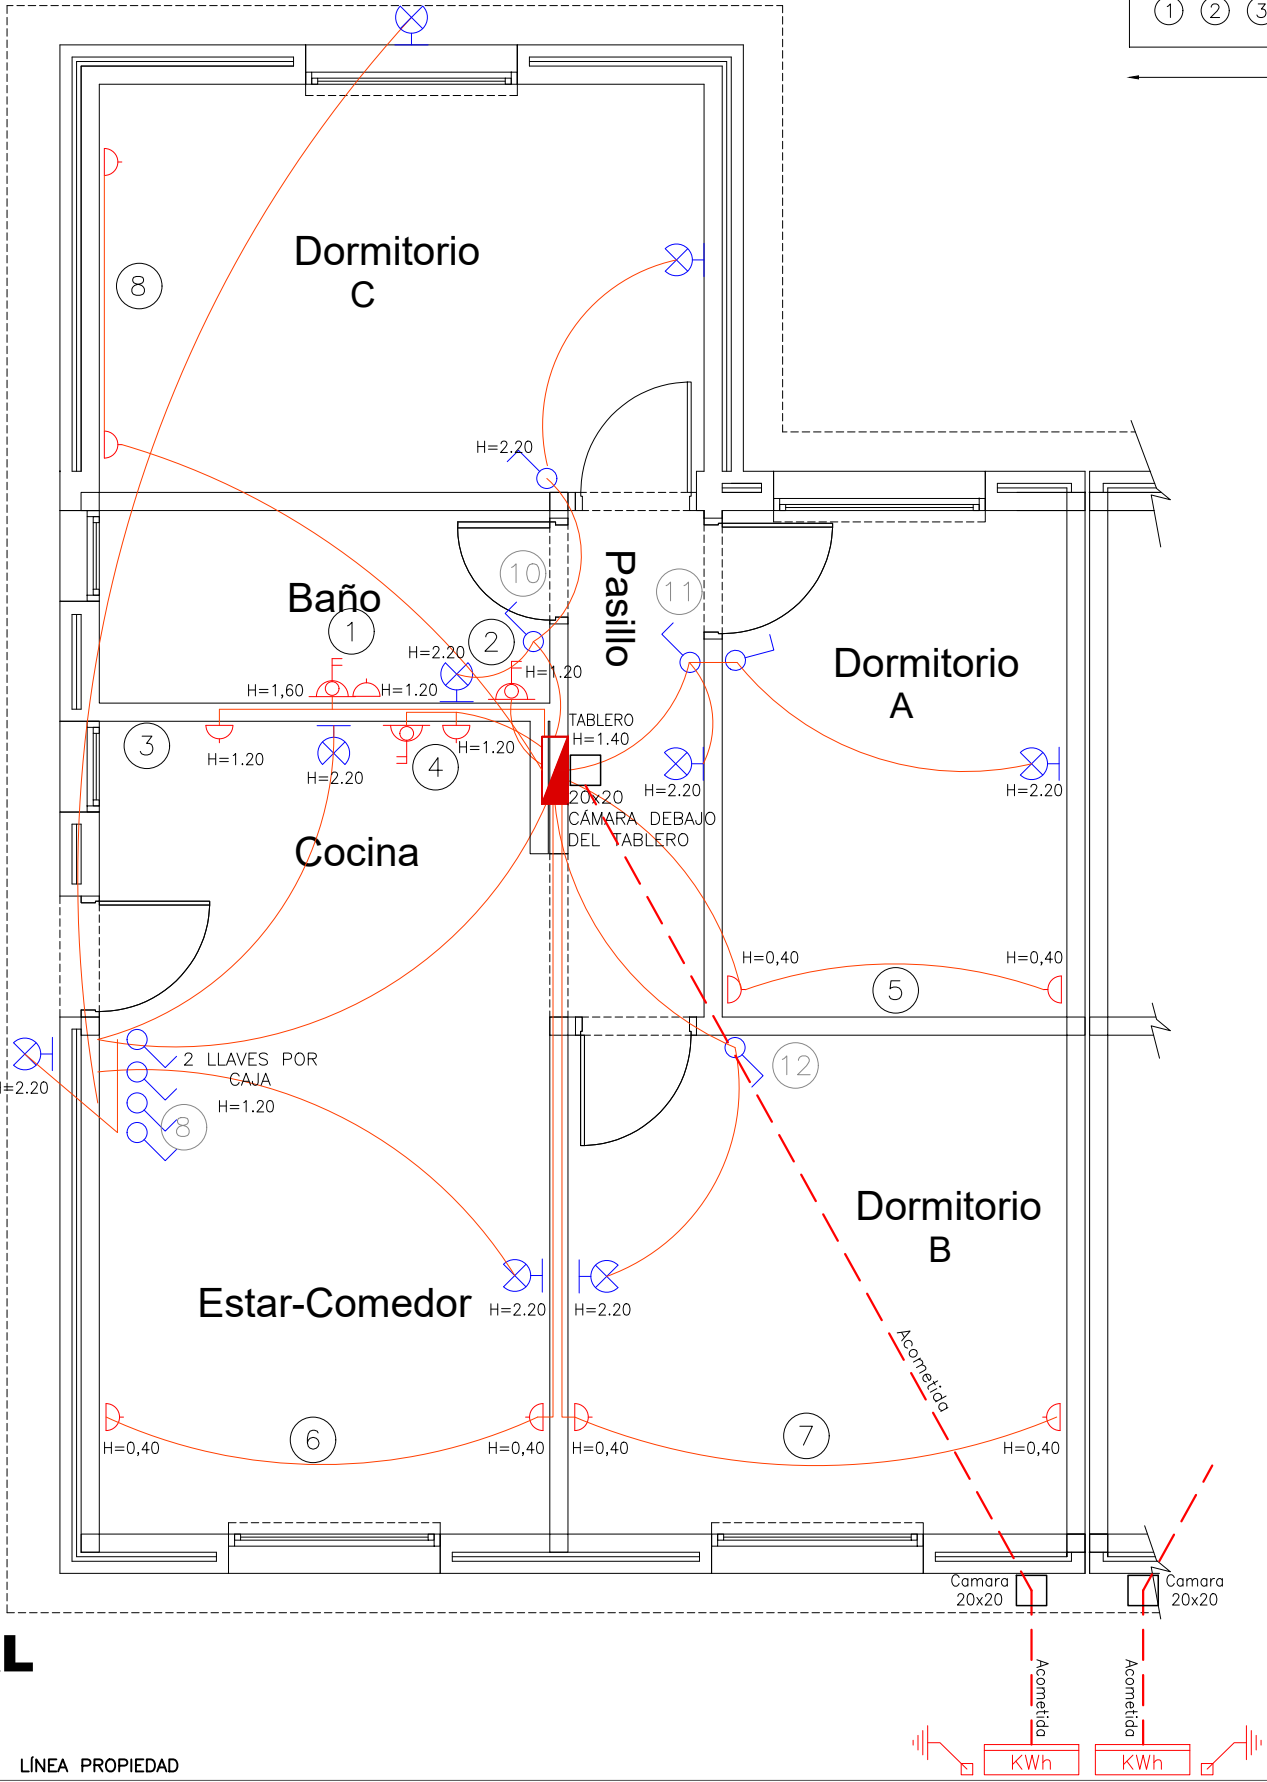 1 2 3
Dormitorio
C
8
H=2.20
Baño
10
Pasillo
11
1
2
H=2.20
H=1.20
H=1,60
H=1.20
Dormitorio
A
3
H=1.20
H=2.20
4
H=1.20
TABLERO
H=1.40
20x20
CÁMARA DEBAJO
DEL TABLERO
H=2.20
H=2.20
Cocina
H=0,40
H=0,40
5
2 LLAVES POR
CAJA
H=1.20
8
H=2.20
12
Dormitorio
B
Estar-Comedor
H=2.20
H=2.20
Acometida
6
7
H=0,40
H=0,40
H=0,40
H=0,40
Camara
20x20
Camara
20x20
L
Acometida
Acometida
KWh
KWh
LÍNEA PROPIEDAD